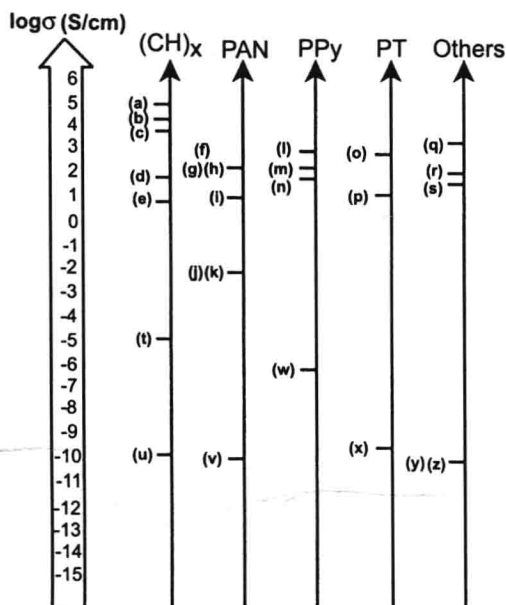 logσ (S/cm)
(CH)x PAN PPy PT Others
6
5
4
3
2
1
0
-1
-2
-3
-4
-5
-6
-7
-8
-9
-10
-11
-12
-13
-14
-15
(a)
(b)
(c)
(d)
(e)
(t)
(u)
(f)
(g)(h)
(i)
(j)(k)
(v)
(l)
(m)
(n)
(w)
(o)
(p)
(x)
(q)
(r)
(s)
(y)(z)